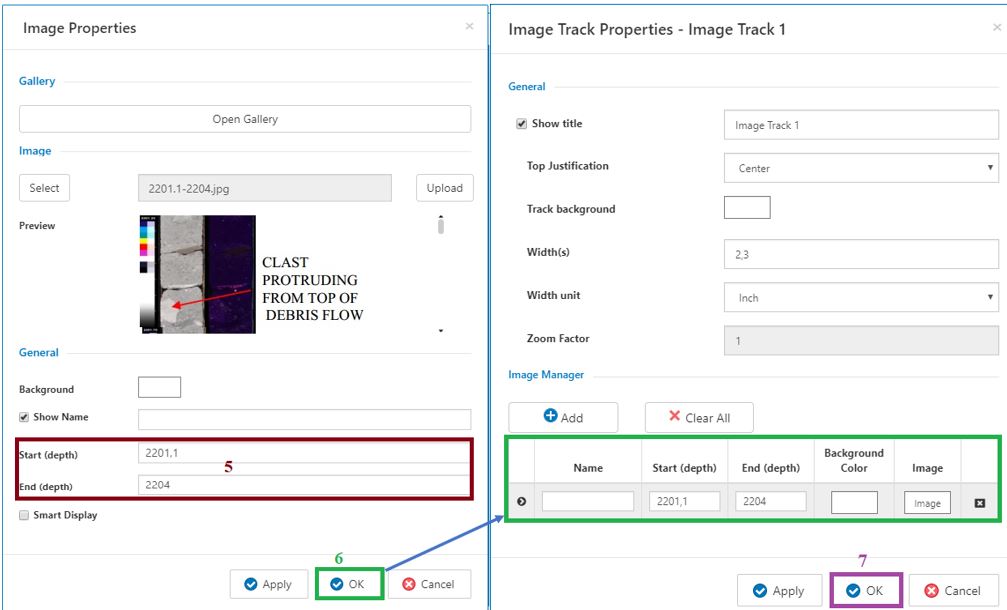 Image Properties
×
Gallery
Open Gallery
Image
Select
2201.1-2204.jpg
Upload
Preview
CLAST
PROTRUDING
FROM TOP OF
DEBRIS FLOW
General
Background
Show Name
Start (depth)
2201,1
5
End (depth)
2204
Smart Display
6
Apply
OK
Cancel
Image Track Properties - Image Track 1
×
General
Show title
Image Track 1
Top Justification
Center
Track background
Width(s)
2,3
Width unit
Inch
Zoom Factor
1
Image Manager
Add
Clear All
Name
Start (depth)
End (depth)
Background
Color
Image
2201,1
2204
Image
7
Apply
OK
Cancel